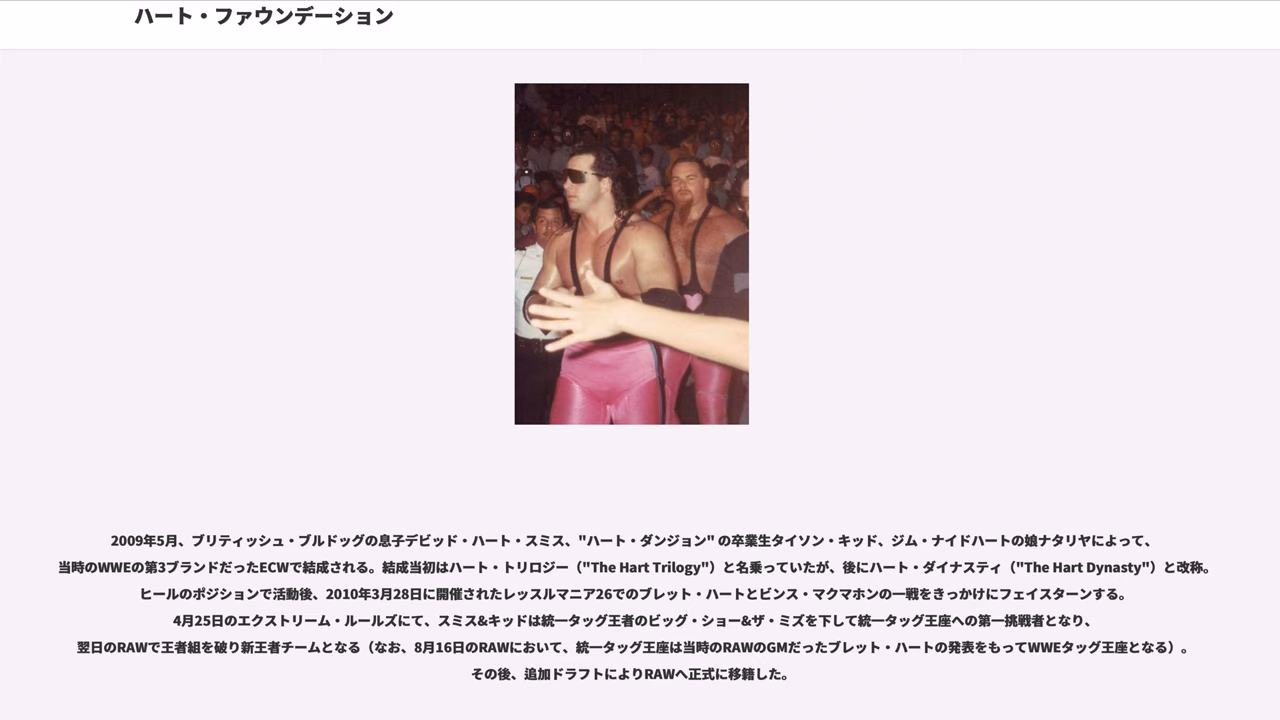 ハート・ファウンデーション
2009年5月、ブリティッシュ・ブルドッグの息子デビッド・ハート・スミス、"ハート・ダンジョン" の卒業生タイソン・キッド、ジム・ナイドハートの娘ナタリヤによって、
当時のWWEの第3ブランドだったECWで結成される。結成当初はハート・トリロジー（"The Hart Trilogy"）と名乗っていたが、後にハート・ダイナスティ（"The Hart Dynasty"）と改称。
ヒールのポジションで活動後、2010年3月28日に開催されたレッスルマニア26でのブレット・ハートとビンス・マクマホンの一戦をきっかけにフェイスターンする。
4月25日のエクストリーム・ルールズにて、スミス&キッドは統一タッグ王者のビッグ・ショー&ザ・ミズを下して統一タッグ王座への第一挑戦者となり、
翌日のRAWで王者組を破り新王者チームとなる（なお、8月16日のRAWにおいて、統一タッグ王座は当時のRAWのGMだったブレット・ハートの発表をもってWWEタッグ王座となる）。
その後、追加ドラフトによりRAWへ正式に移籍した。